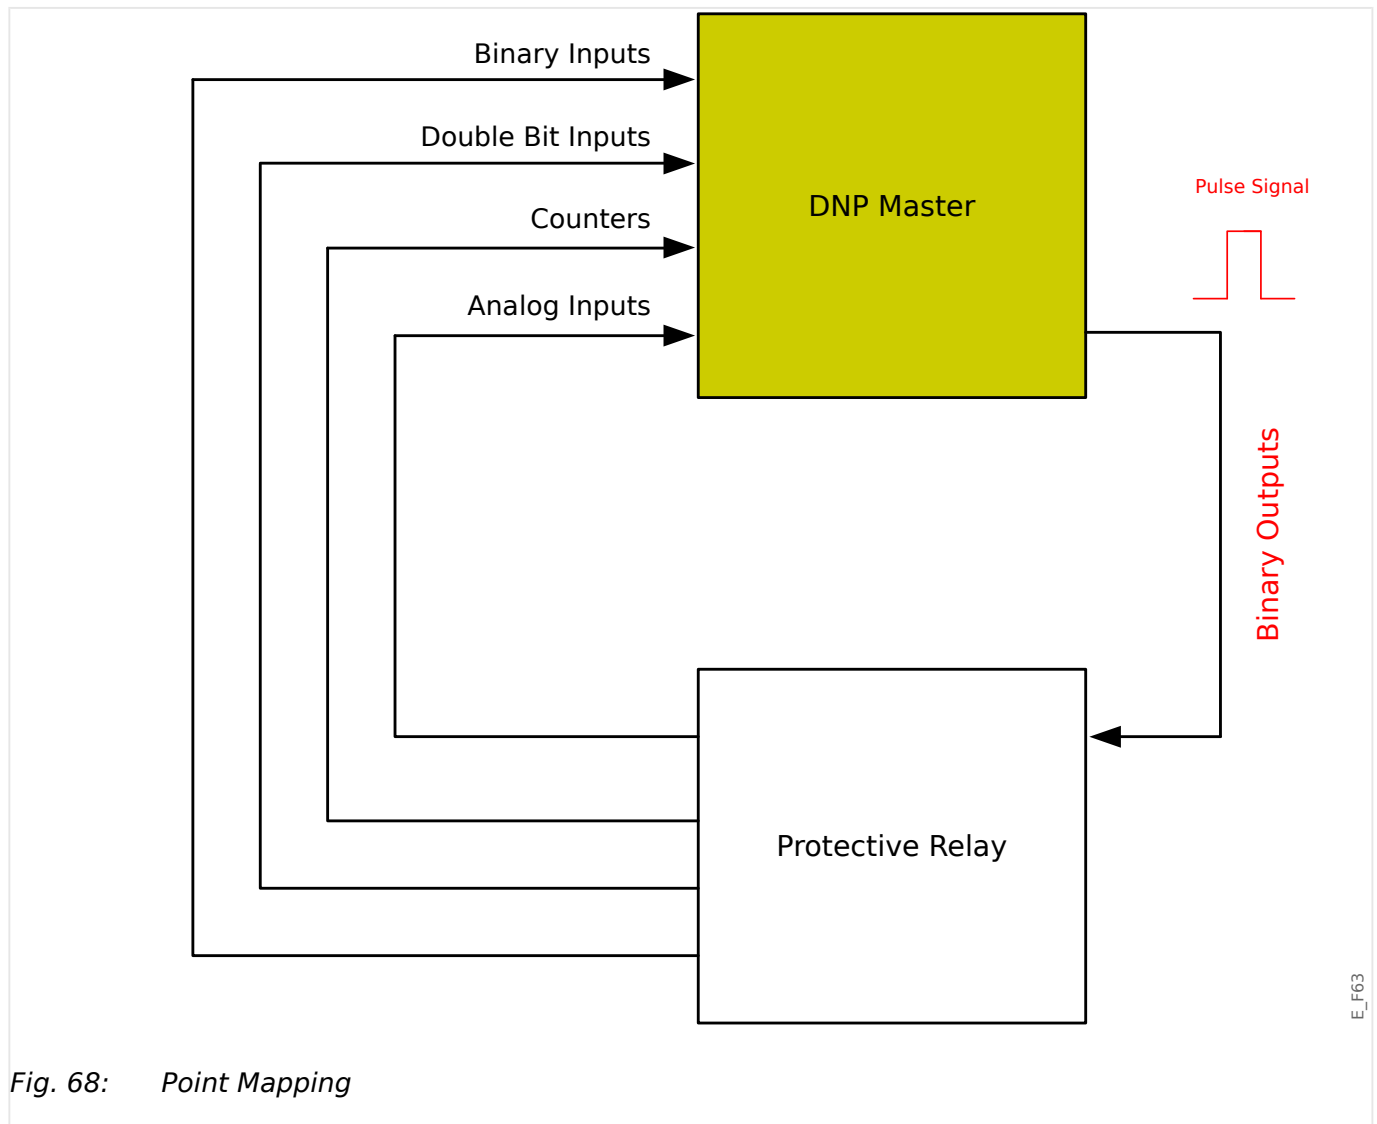 Binary Inputs
Double Bit Inputs
Counters
Analog Inputs
DNP Master
Pulse Signal
Binary Outputs
Protective Relay
E_F63
Fig. 68: Point Mapping